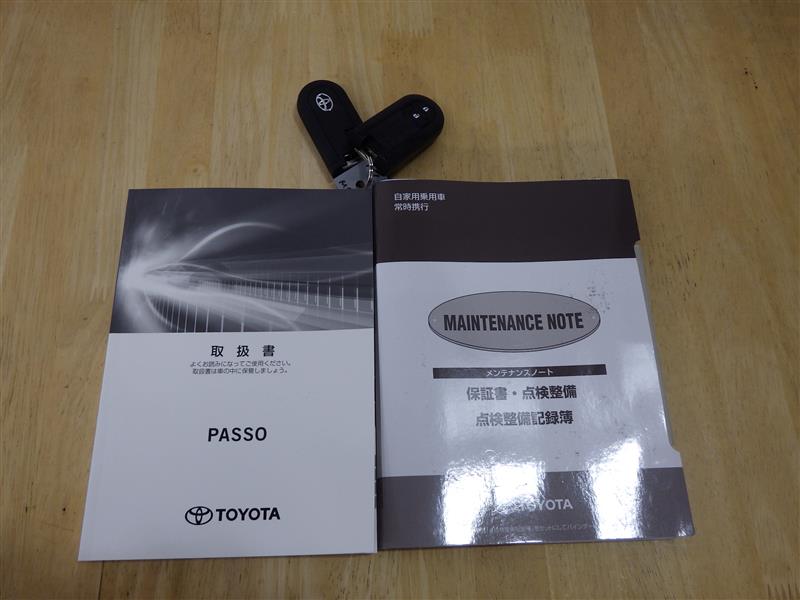 取扱書
よくお読みになってご使用ください。
取扱書は車の中に保管しましょう。
PASSO
TOYOTA
自家用乗用車
常時携行
MAINTENANCE NOTE
メンテナンスノート
保証書・点検整備
点検整備記録簿
TOYOTA